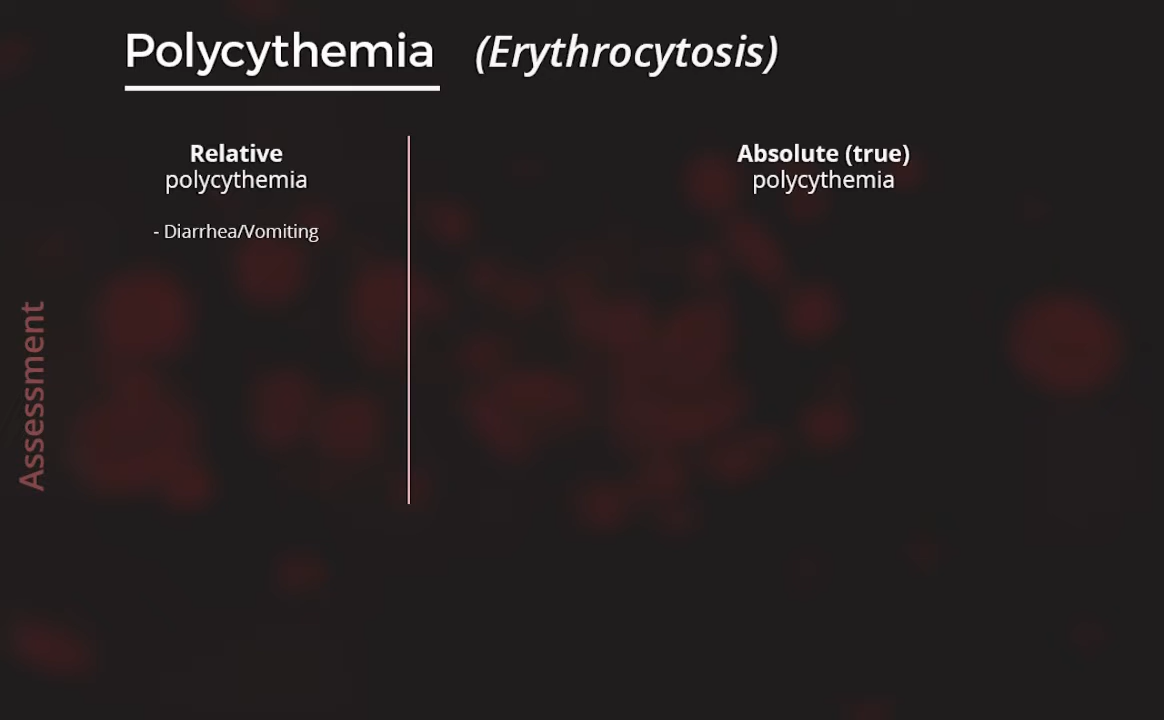 Polycythemia (Erythrocytosis)
Relative
polycythemia
- Diarrhea/Vomiting
Absolute (true)
polycythemia
Assessment